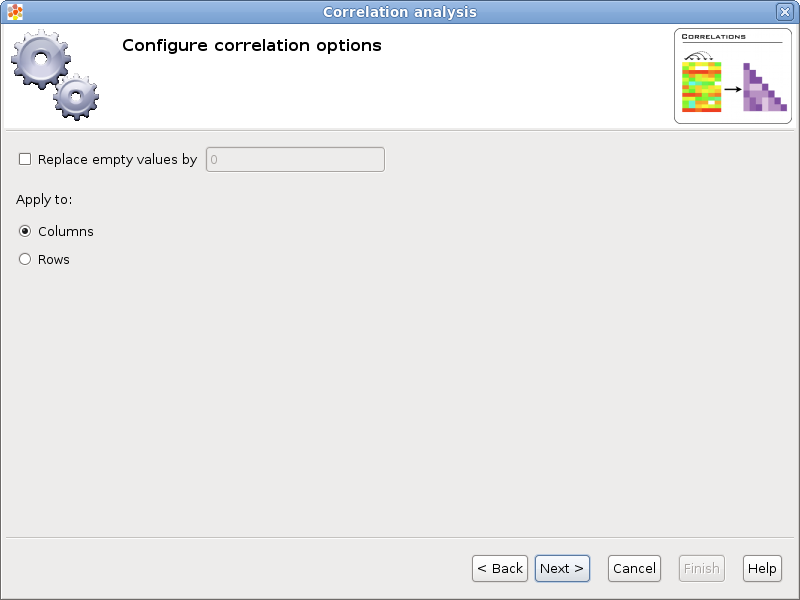 Correlation analysis
Configure correlation options
Correlations
Replace empty values by 0
Apply to:
Columns
Rows
< Back Next > Cancel Finish Help